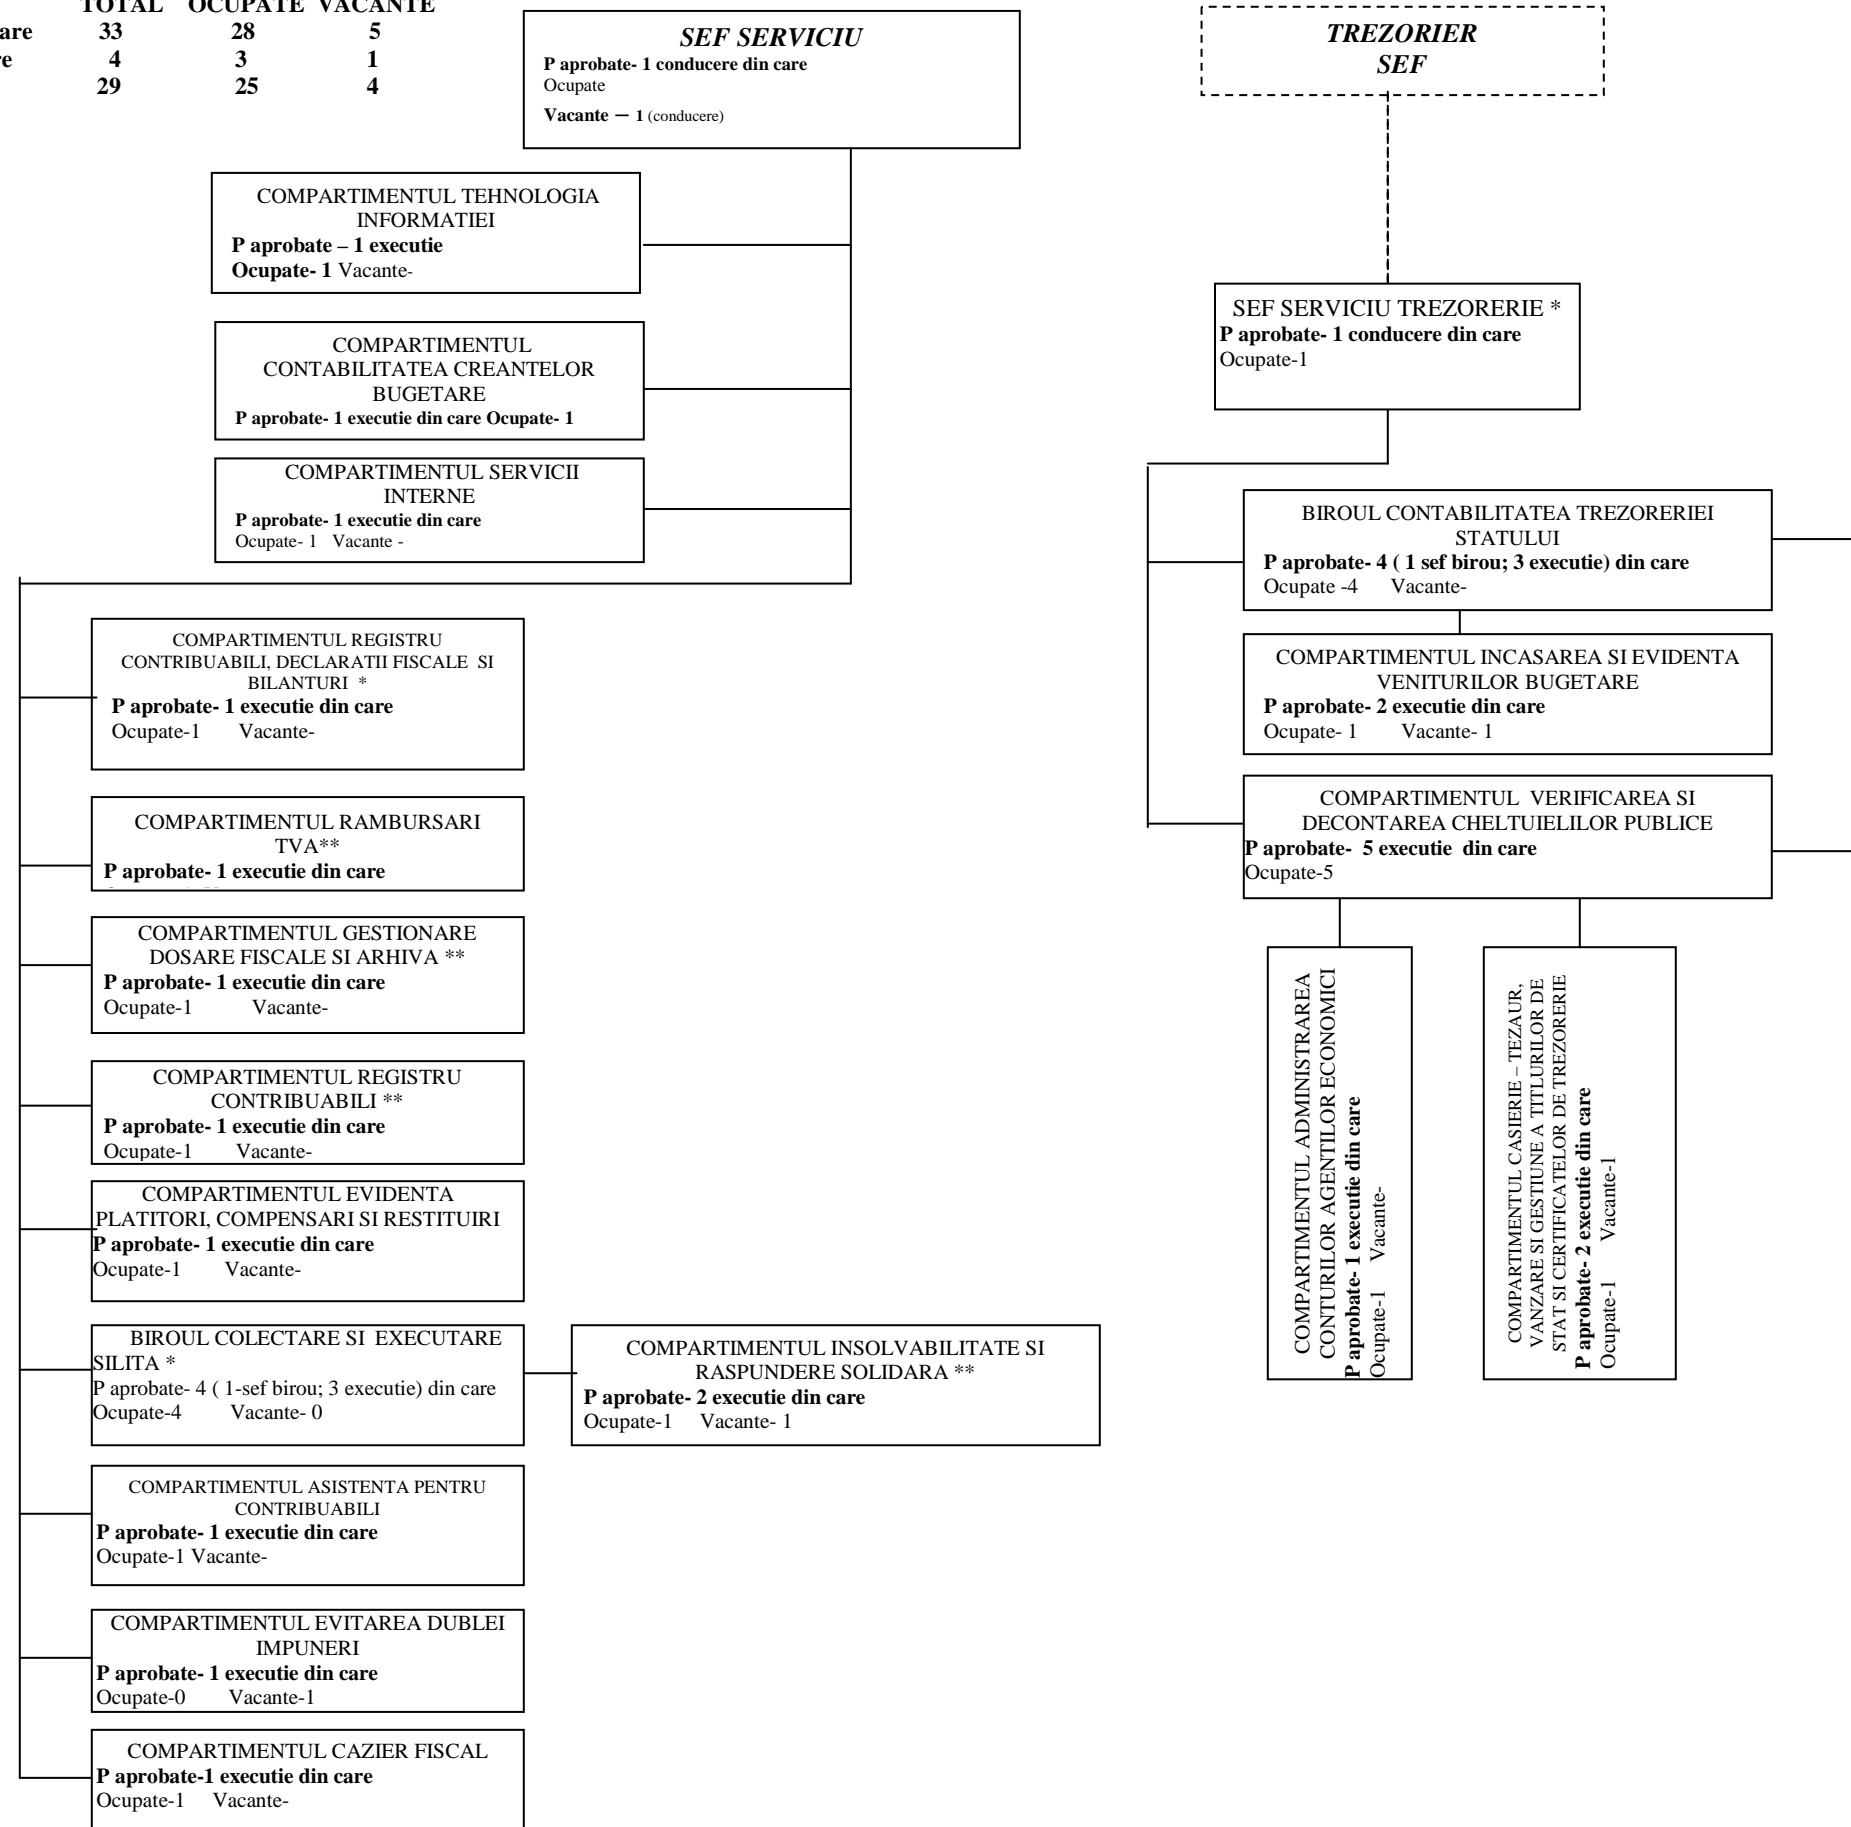 TOTAL OCUPATE VACANTE
are 33 28 5
re 4 3 1
29 25 4
SEF SERVICIU
P aprobate- 1 conducere din care
Ocupate
Vacante – 1 (conducere)
TREZORIER
SEF
COMPARTIMENTUL TEHNOLOGIA
INFORMATIEI
P aprobate – 1 executie
Ocupate- 1 Vacante-
COMPARTIMENTUL
CONTABILITATEA CREANTELOR
BUGETARE
P aprobate- 1 executie din care Ocupate- 1
COMPARTIMENTUL SERVICII
INTERNE
P aprobate- 1 executie din care
Ocupate- 1 Vacante -
SEF SERVICIU TREZORERIE *
P aprobate- 1 conducere din care
Ocupate-1
BIROUL CONTABILITATEA TREZORERIEI
STATULUI
P aprobate- 4 ( 1 sef birou; 3 executie) din care
Ocupate -4 Vacante-
COMPARTIMENTUL INCASAREA SI EVIDENTA
VENITURILOR BUGETARE
P aprobate- 2 executie din care
Ocupate- 1 Vacante- 1
COMPARTIMENTUL VERIFICAREA SI
DECONTAREA CHELTUIELILOR PUBLICE
P aprobate- 5 executie din care
Ocupate-5
COMPARTIMENTUL ADMINISTRAREA
CONTURILOR AGENTILOR ECONOMICI
P aprobate- 1 executie din care
Ocupate-1 Vacante-
COMPARTIMENTUL CASIERIE – TEZAUR,
VANZARE SI GESTIUNE A TITLURILOR DE
STAT SI CERTIFICATELOR DE TREZORERIE
P aprobate- 2 executie din care
Ocupate-1 Vacante-1
COMPARTIMENTUL REGISTRU
CONTRIBUABILI, DECLARATII FISCALE SI
BILANTURI *
P aprobate- 1 executie din care
Ocupate-1 Vacante-
COMPARTIMENTUL RAMBURSARI
TVA**
P aprobate- 1 executie din care
COMPARTIMENTUL GESTIONARE
DOSARE FISCALE SI ARHIVA **
P aprobate- 1 executie din care
Ocupate-1 Vacante-
COMPARTIMENTUL REGISTRU
CONTRIBUABILI **
P aprobate- 1 executie din care
Ocupate-1 Vacante-
COMPARTIMENTUL EVIDENTA
PLATITORI, COMPENSARI SI RESTITUIRI
P aprobate- 1 executie din care
Ocupate-1 Vacante-
BIROUL COLECTARE SI EXECUTARE
SILITA *
P aprobate- 4 ( 1-sef birou; 3 executie) din care
Ocupate-4 Vacante- 0
COMPARTIMENTUL INSOLVABILITATE SI
RASPUNDERE SOLIDARA **
P aprobate- 2 executie din care
Ocupate-1 Vacante- 1
COMPARTIMENTUL ASISTENTA PENTRU
CONTRIBUABILI
P aprobate- 1 executie din care
Ocupate-1 Vacante-
COMPARTIMENTUL EVITAREA DUBLEI
IMPUNERI
P aprobate- 1 executie din care
Ocupate-0 Vacante-1
COMPARTIMENTUL CAZIER FISCAL
P aprobate-1 executie din care
Ocupate-1 Vacante-